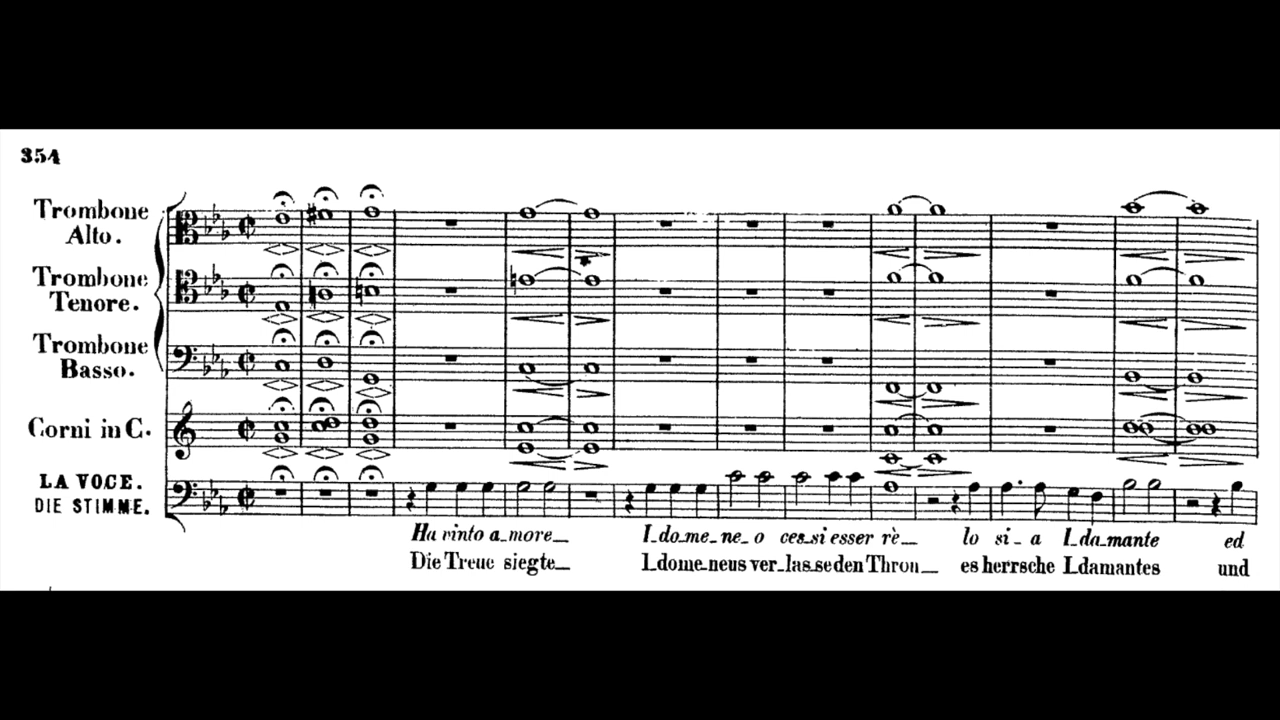 354
Trombone
Alto.
Trombone
Tenore.
Trombone
Basso.
Corni in C.
LA VOCE.
DIE STIMME.
Ha vinto a_more_ I_do_me_ne_o ces_si esser rè_ lo si_a I_da_mante ed
Die Treue siegte_ I_dome_neus ver_las_se den Thron_ es herrsche I_damantes und